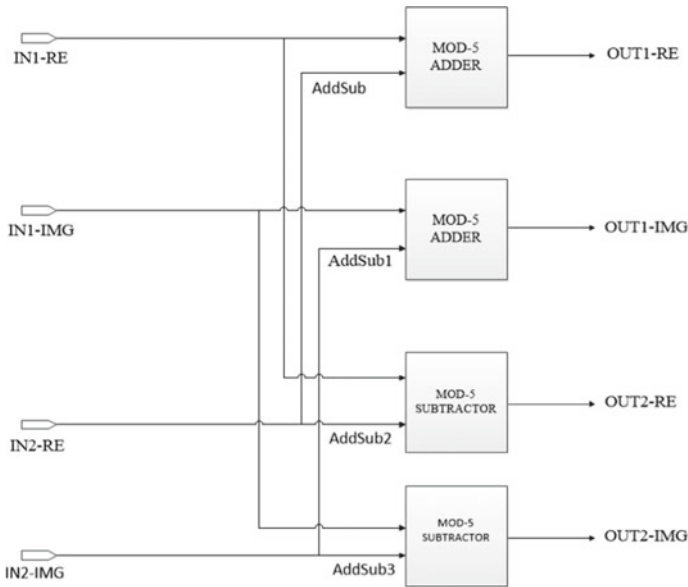 IN1-RE
MOD-5
ADDER
OUT1-RE
AddSub
IN1-IMG
MOD-5
ADDER
OUT1-IMG
AddSub1
MOD-5
SUBTRACTOR
OUT2-RE
IN2-RE
AddSub2
MOD-5
SUBTRACTOR
OUT2-IMG
IN2-IMG
AddSub3